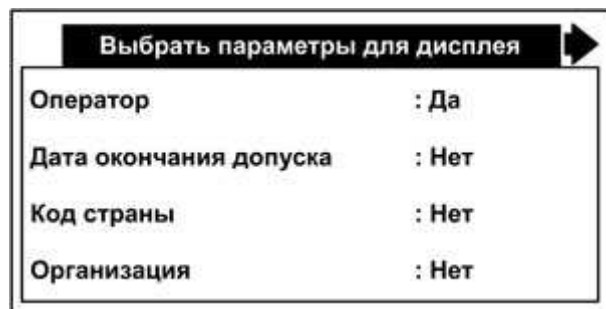 Выбрать параметры для дисплея
Оператор : Да
Дата окончания допуска : Нет
Код страны : Нет
Организация : Нет